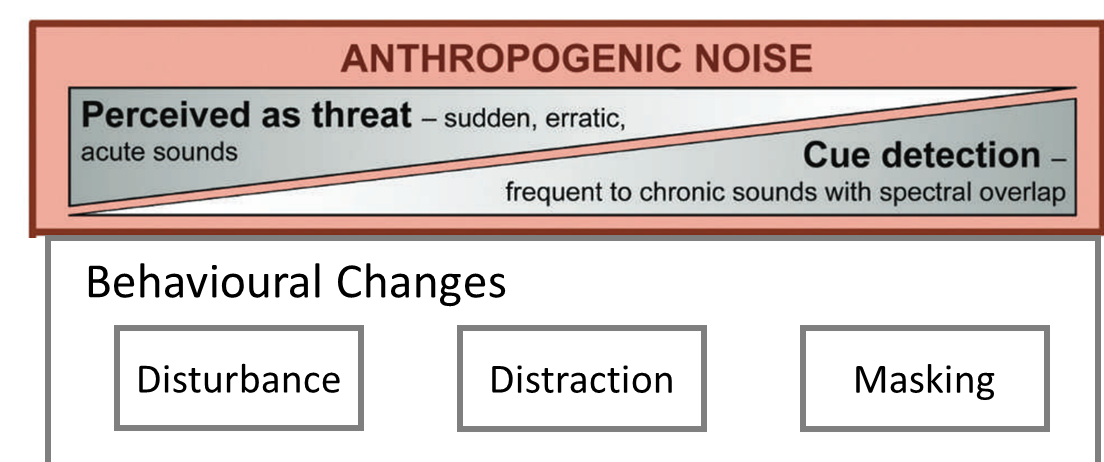 ANTHROPOGENIC NOISE
Perceived as threat – sudden, erratic,
acute sounds
Cue detection –
frequent to chronic sounds with spectral overlap
Behavioural Changes
Disturbance
Distraction
Masking